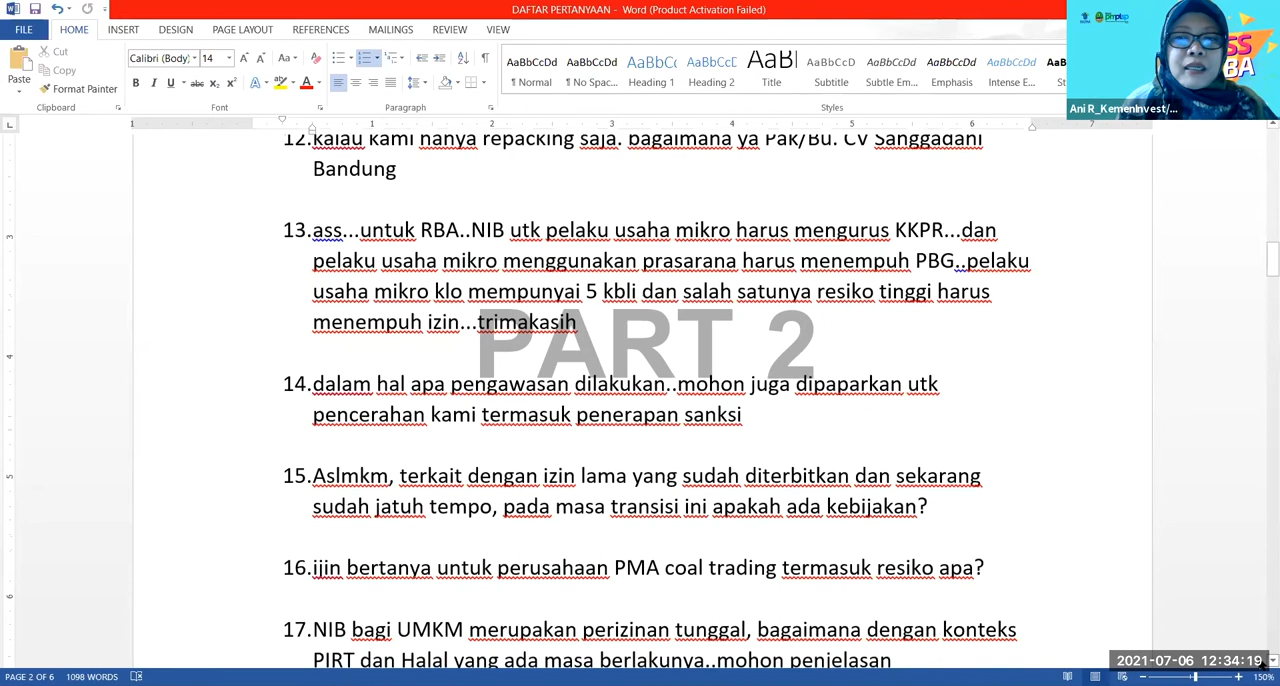 DAFTAR PERTANYAAN - Word (Product Activation Failed)
FILE HOME INSERT DESIGN PAGE LAYOUT REFERENCES MAILINGS REVIEW VIEW
Cut
Copy
Format Painter
Paste
Calibri (Body) 14
AaBbCcDd AaBbCcDd AaBbC AaBbCcD AaB AaBbCcD AaBbCcDd AaBbCcDd AaBbCcDd
¶ Normal ¶ No Spac... Heading 1 Heading 2 Title Subtitle Subtle Em... Emphasis Intense E...
Clipboard Font Paragraph Styles
dpmptsp
Ani R_KemenInvest/...
12. kalau kami hanya repacking saja. bagaimana ya Pak/Bu. CV Sanggadani
Bandung
13. ass...untuk RBA..NIB utk pelaku usaha mikro harus mengurus KKPR...dan
pelaku usaha mikro menggunakan prasarana harus menempuh PBG..pelaku
usaha mikro klo mempunyai 5 kbli dan salah satunya resiko tinggi harus
menempuh izin...trimakasih
PART 2
14. dalam hal apa pengawasan dilakukan..mohon juga dipaparkan utk
pencerahan kami termasuk penerapan sanksi
15. Aslmkm, terkait dengan izin lama yang sudah diterbitkan dan sekarang
sudah jatuh tempo, pada masa transisi ini apakah ada kebijakan?
16. ijin bertanya untuk perusahaan PMA coal trading termasuk resiko apa?
17. NIB bagi UMKM merupakan perizinan tunggal, bagaimana dengan konteks
PIRT dan Halal yang ada masa berlakunya..mohon penjelasan
2021-07-06 12:34:19
PAGE 2 OF 6 1098 WORDS 150%